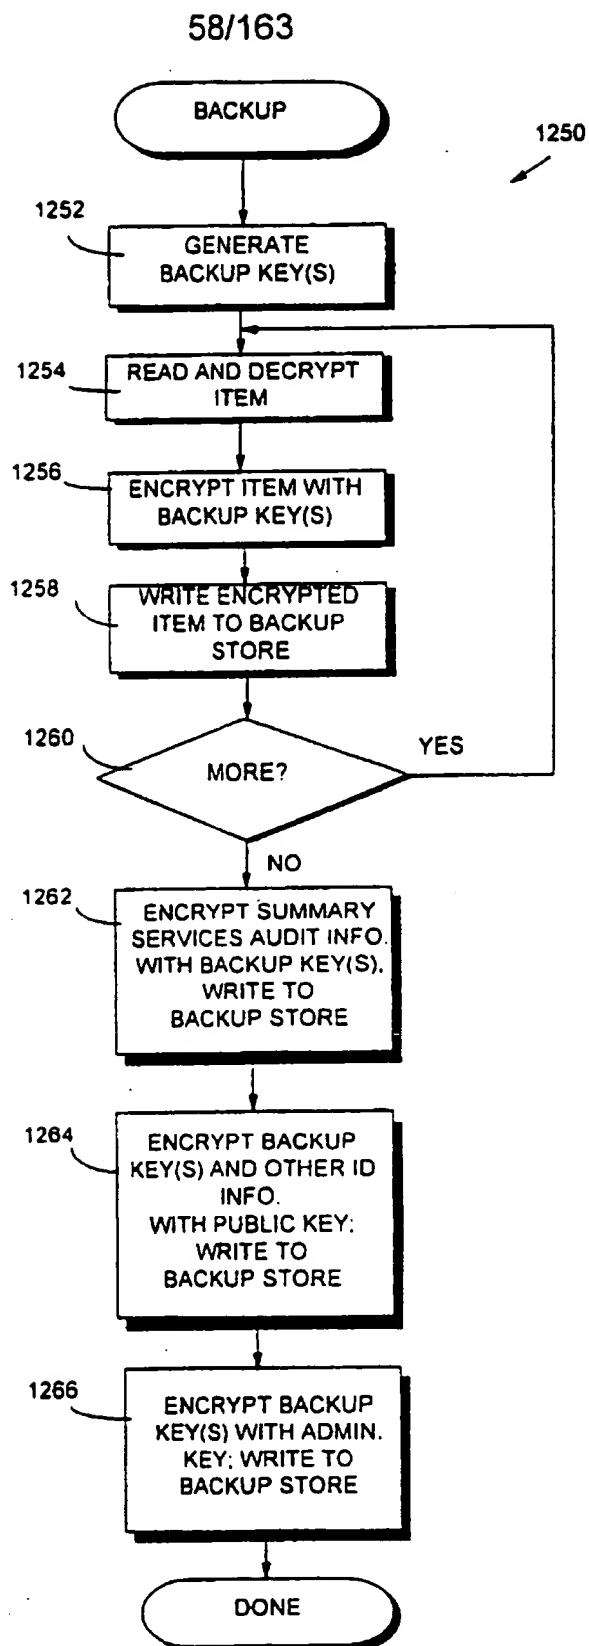 58/163
BACKUP
1250
1252
GENERATE
BACKUP KEY(S)
1254
READ AND DECRYPT
ITEM
1256
ENCRYPT ITEM WITH
BACKUP KEY(S)
1258
WRITE ENCRYPTED
ITEM TO BACKUP
STORE
1260
MORE?
YES
NO
1262
ENCRYPT SUMMARY
SERVICES AUDIT INFO.
WITH BACKUP KEY(S),
WRITE TO
BACKUP STORE
1264
ENCRYPT BACKUP
KEY(S) AND OTHER ID
INFO.
WITH PUBLIC KEY;
WRITE TO
BACKUP STORE
1266
ENCRYPT BACKUP
KEY(S) WITH ADMIN.
KEY; WRITE TO
BACKUP STORE
DONE